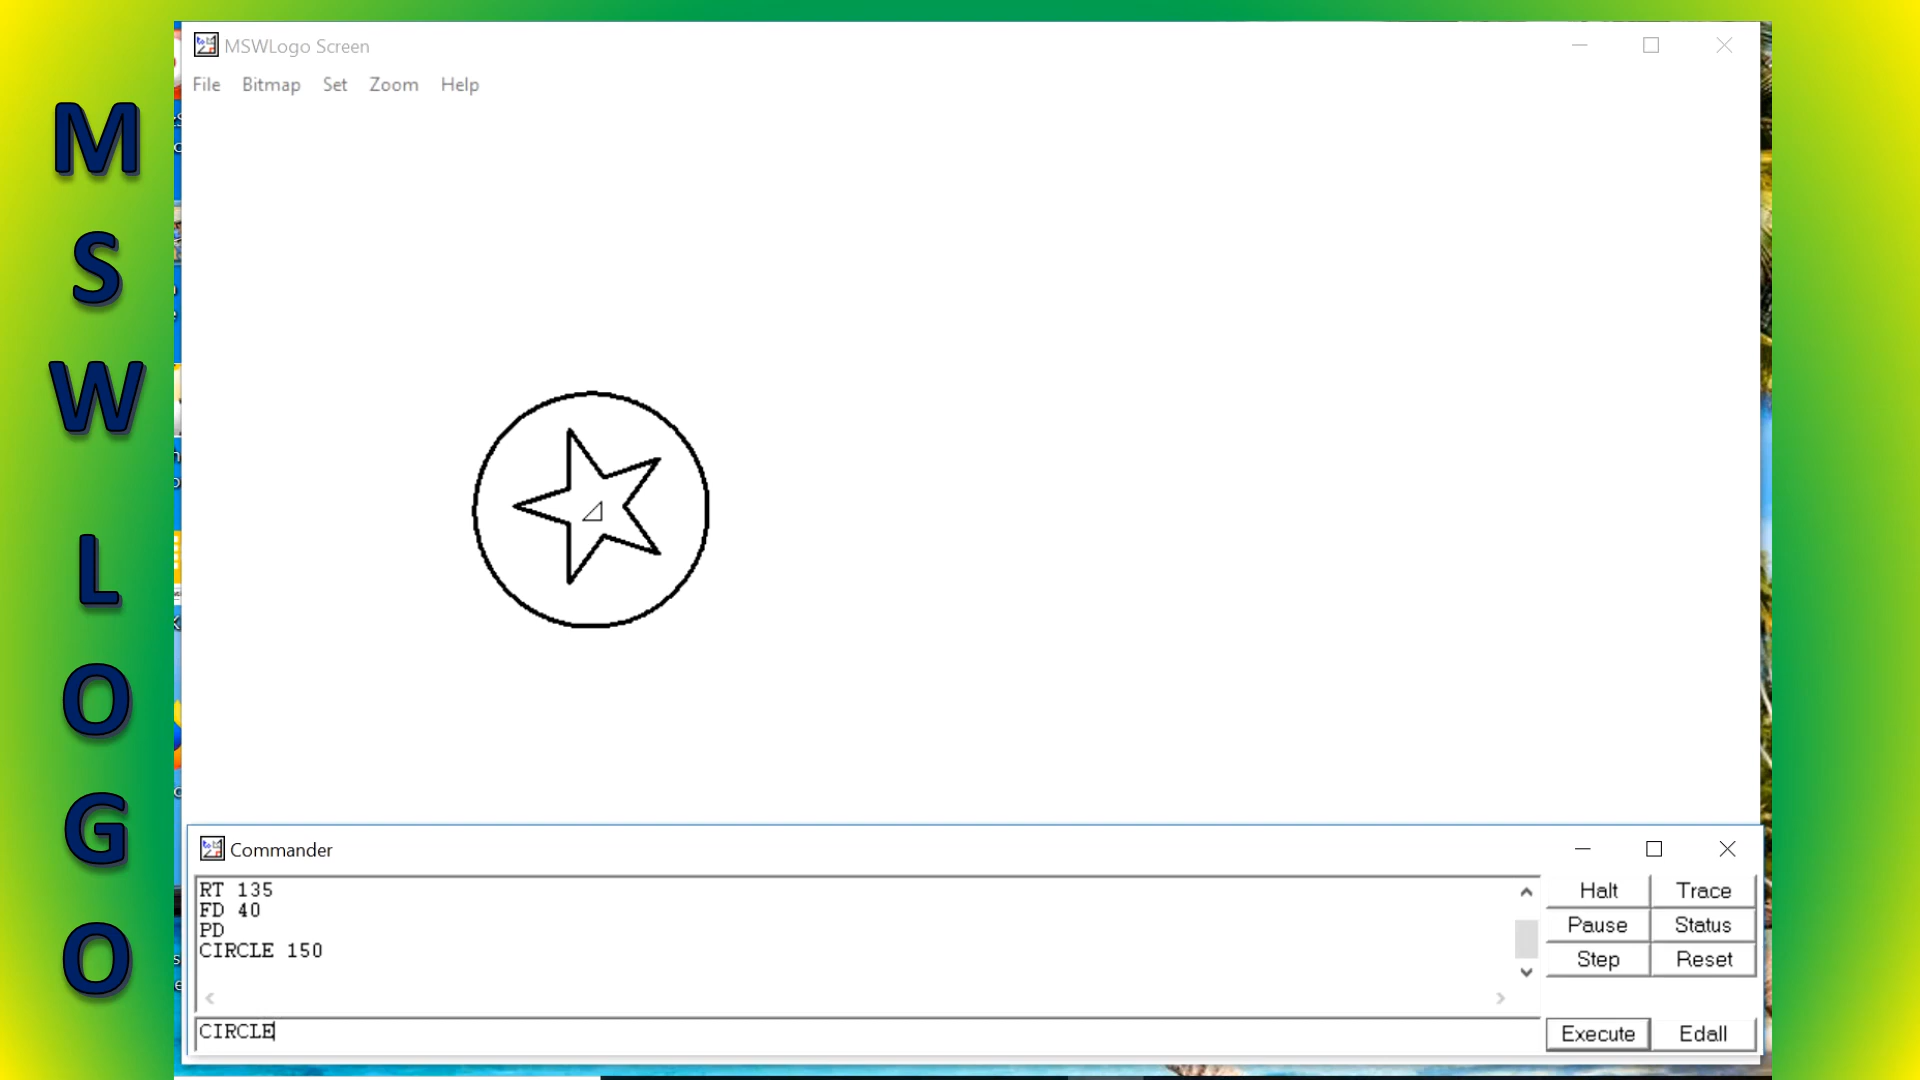 M
S
W
L
O
G
O
MSWLogo Screen
File Bitmap Set Zoom Help
Commander
RT 135
FD 40
PD
CIRCLE 150
CIRCLE
Halt Trace
Pause Status
Step Reset
Execute Edall